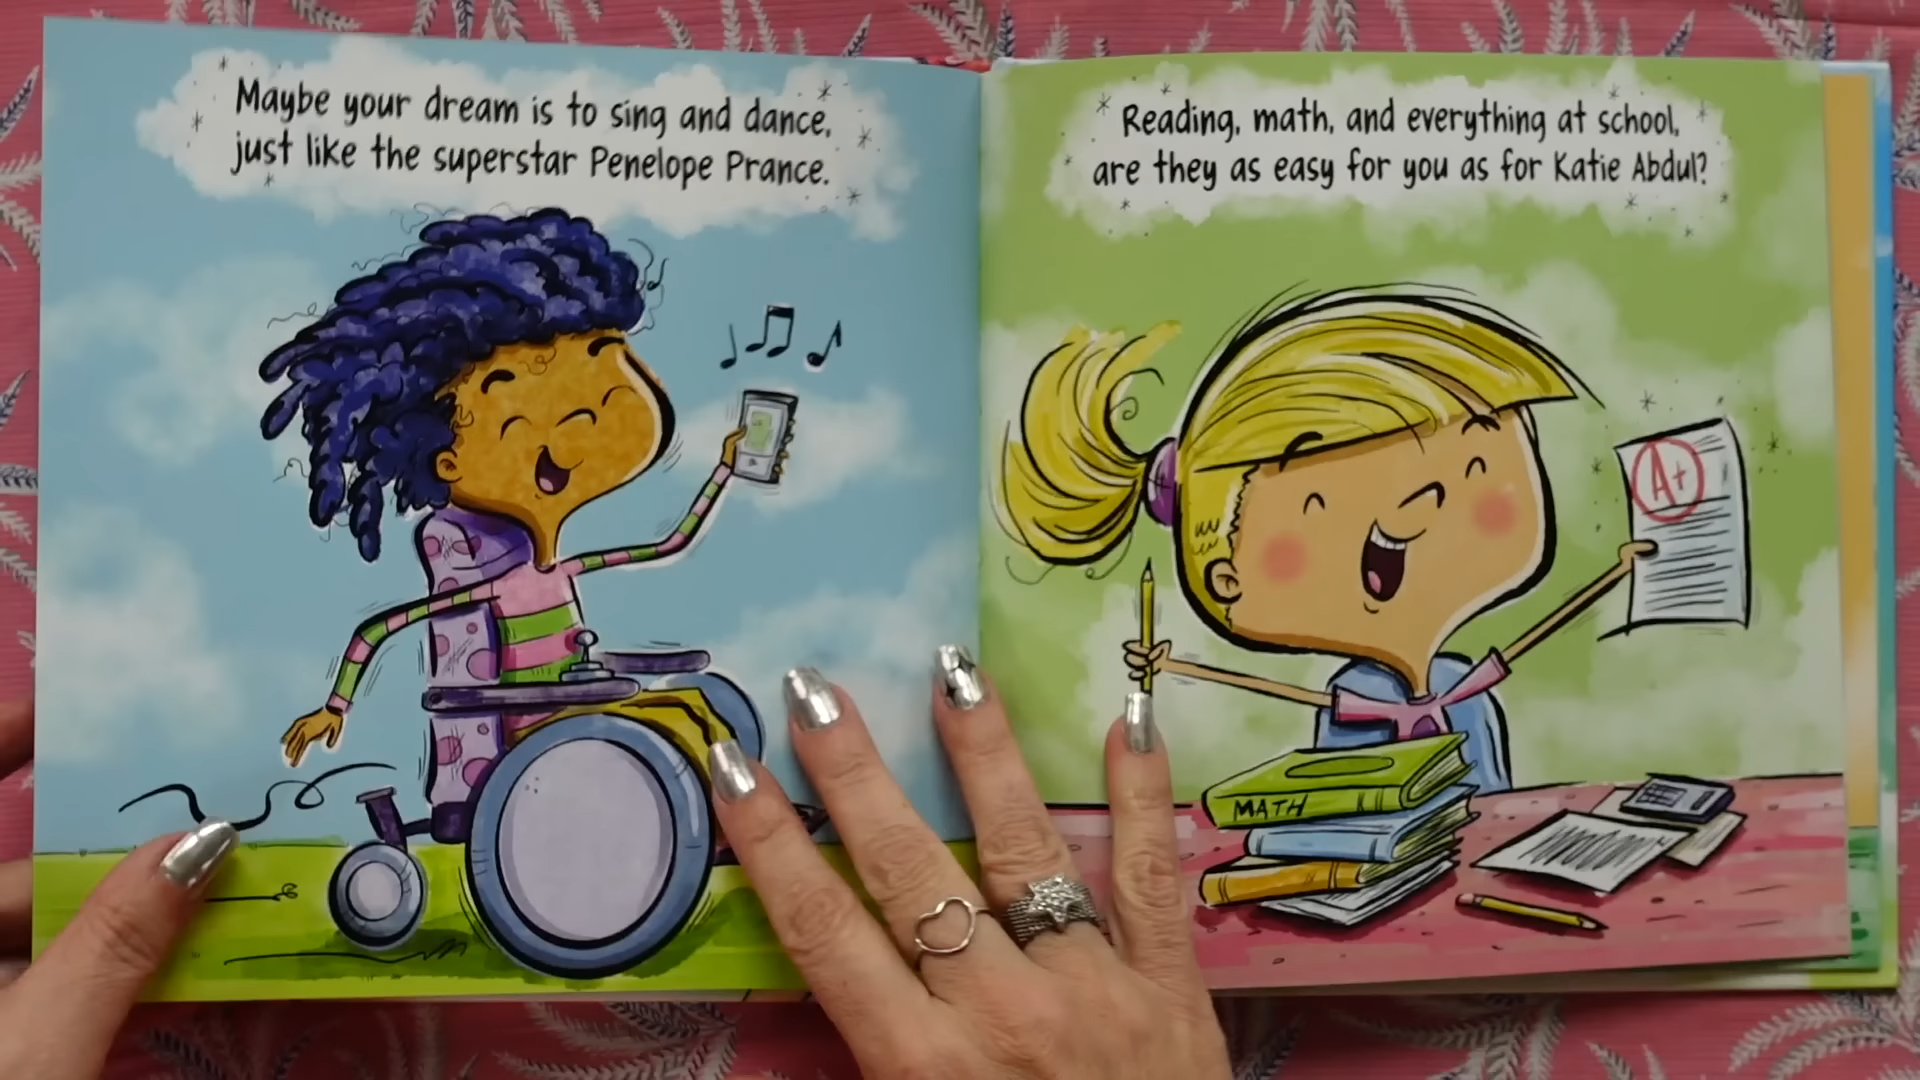 Maybe your dream is to sing and dance,
just like the superstar Penelope Prance.
Reading, math, and everything at school,
are they as easy for you as for Katie Abdul?
A+
MATH